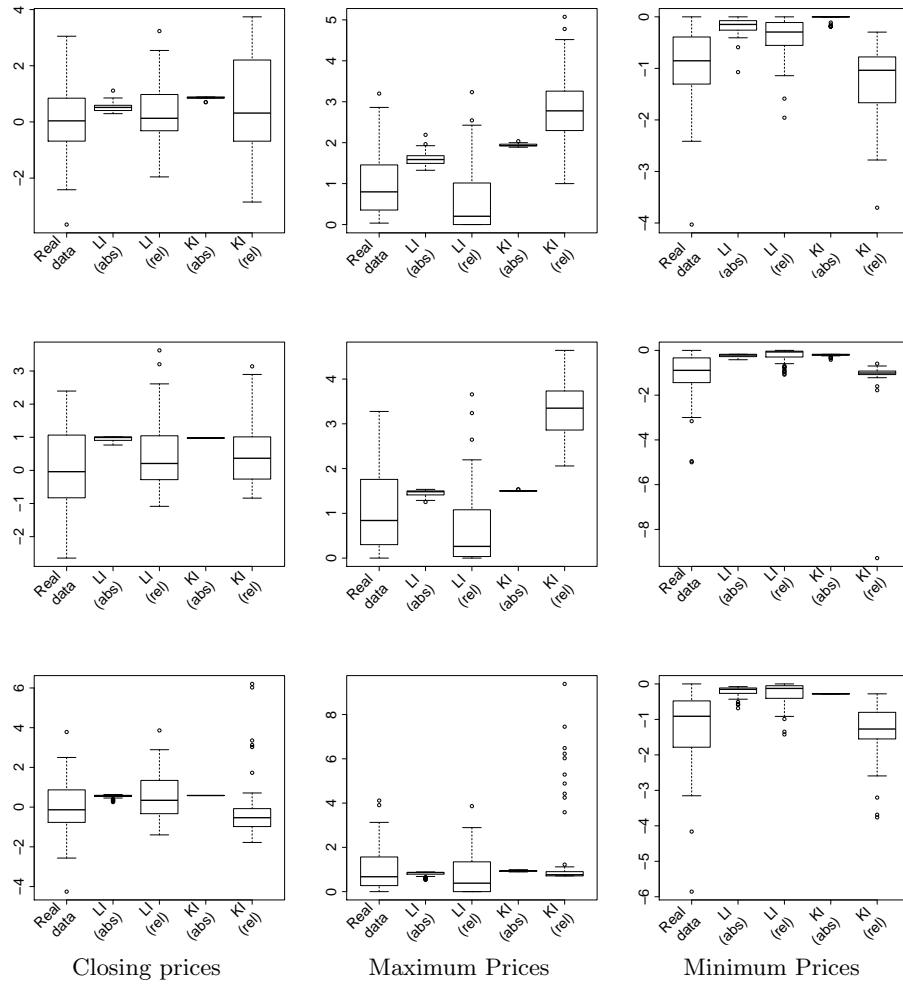 4
2
0
−2
Real data
LI (abs)
LI (rel)
KI (abs)
KI (rel)
5
4
3
2
1
0
Real data
LI (abs)
LI (rel)
KI (abs)
KI (rel)
0
−1
−2
−3
−4
Real data
LI (abs)
LI (rel)
KI (abs)
KI (rel)
3
2
1
0
−1
−2
Real data
LI (abs)
LI (rel)
KI (abs)
KI (rel)
4
3
2
1
0
Real data
LI (abs)
LI (rel)
KI (abs)
KI (rel)
0
−2
−4
−6
−8
Real data
LI (abs)
LI (rel)
KI (abs)
KI (rel)
6
4
2
0
−2
−4
Real data
LI (abs)
LI (rel)
KI (abs)
KI (rel)
8
6
4
2
0
Real data
LI (abs)
LI (rel)
KI (abs)
KI (rel)
0
−1
−2
−3
−4
−5
−6
Real data
LI (abs)
LI (rel)
KI (abs)
KI (rel)
Closing prices
Maximum Prices
Minimum Prices